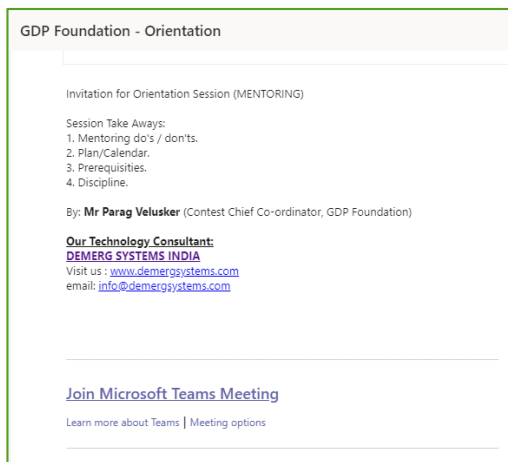 GDP Foundation - Orientation
Invitation for Orientation Session (MENTORING)
Session Take Aways:
1. Mentoring do's / don'ts.
2. Plan/Calendar.
3. Prerequisities.
4. Discipline.
By: Mr Parag Velusker (Contest Chief Co-ordinator, GDP Foundation)
Our Technology Consultant:
DEMERG SYSTEMS INDIA
Visit us : www.demergsystems.com
email: info@demergsystems.com
Join Microsoft Teams Meeting
Learn more about Teams | Meeting options